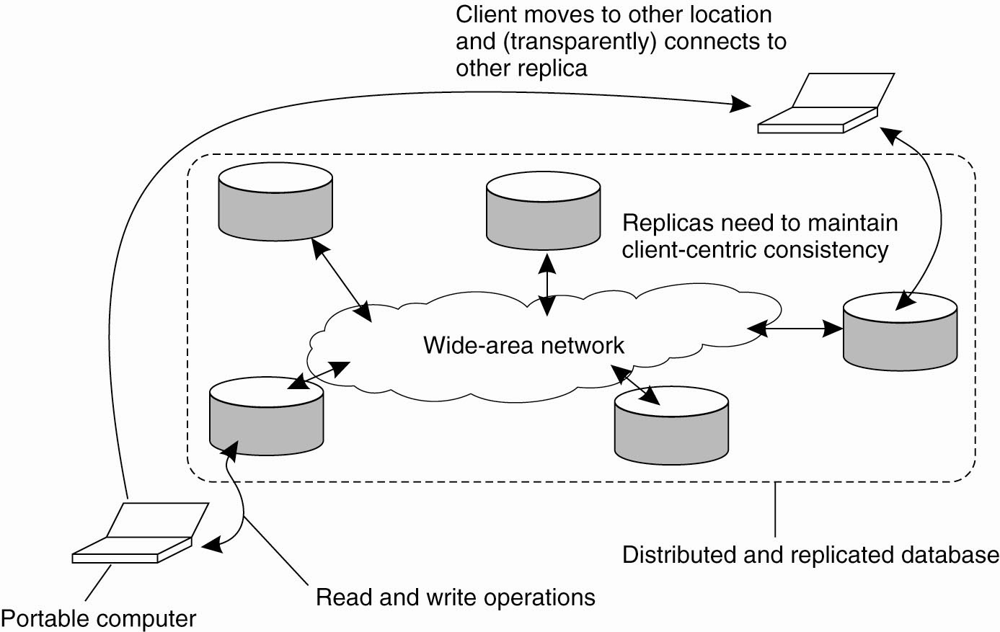 Client moves to other location
and (transparently) connects to
other replica
Replicas need to maintain
client-centric consistency
Wide-area network
Distributed and replicated database
Read and write operations
Portable computer